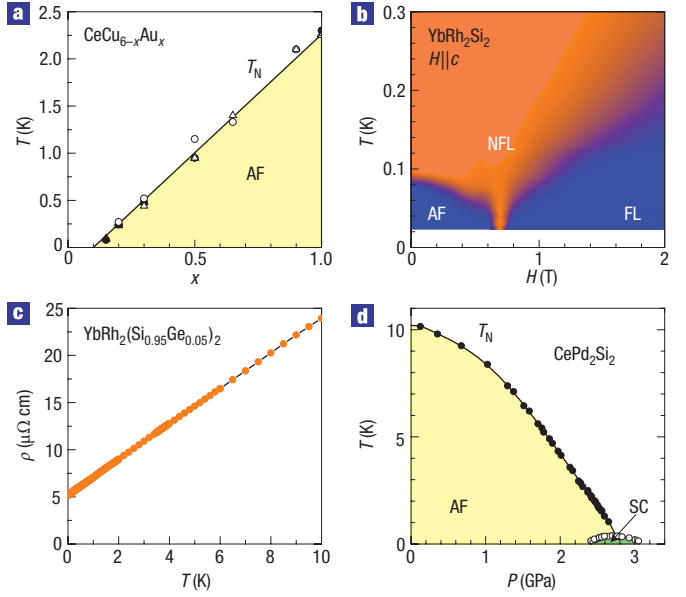 a
CeCu₆₋ₓAuₓ
T_N
AF
T (K)
2.5
2.0
1.5
1.0
0.5
0
0
0.5
1.0
x
b
YbRh₂Si₂
H||c
NFL
AF
FL
T (K)
0.3
0.2
0.1
0
0
1
2
H (T)
c
YbRh₂(Si₀.₉₅Ge₀.₀₅)₂
ρ (μΩ cm)
25
20
15
10
5
0
0
2
4
6
8
10
T (K)
d
T_N
CePd₂Si₂
SC
AF
T (K)
10
5
0
0
1
2
3
P (GPa)